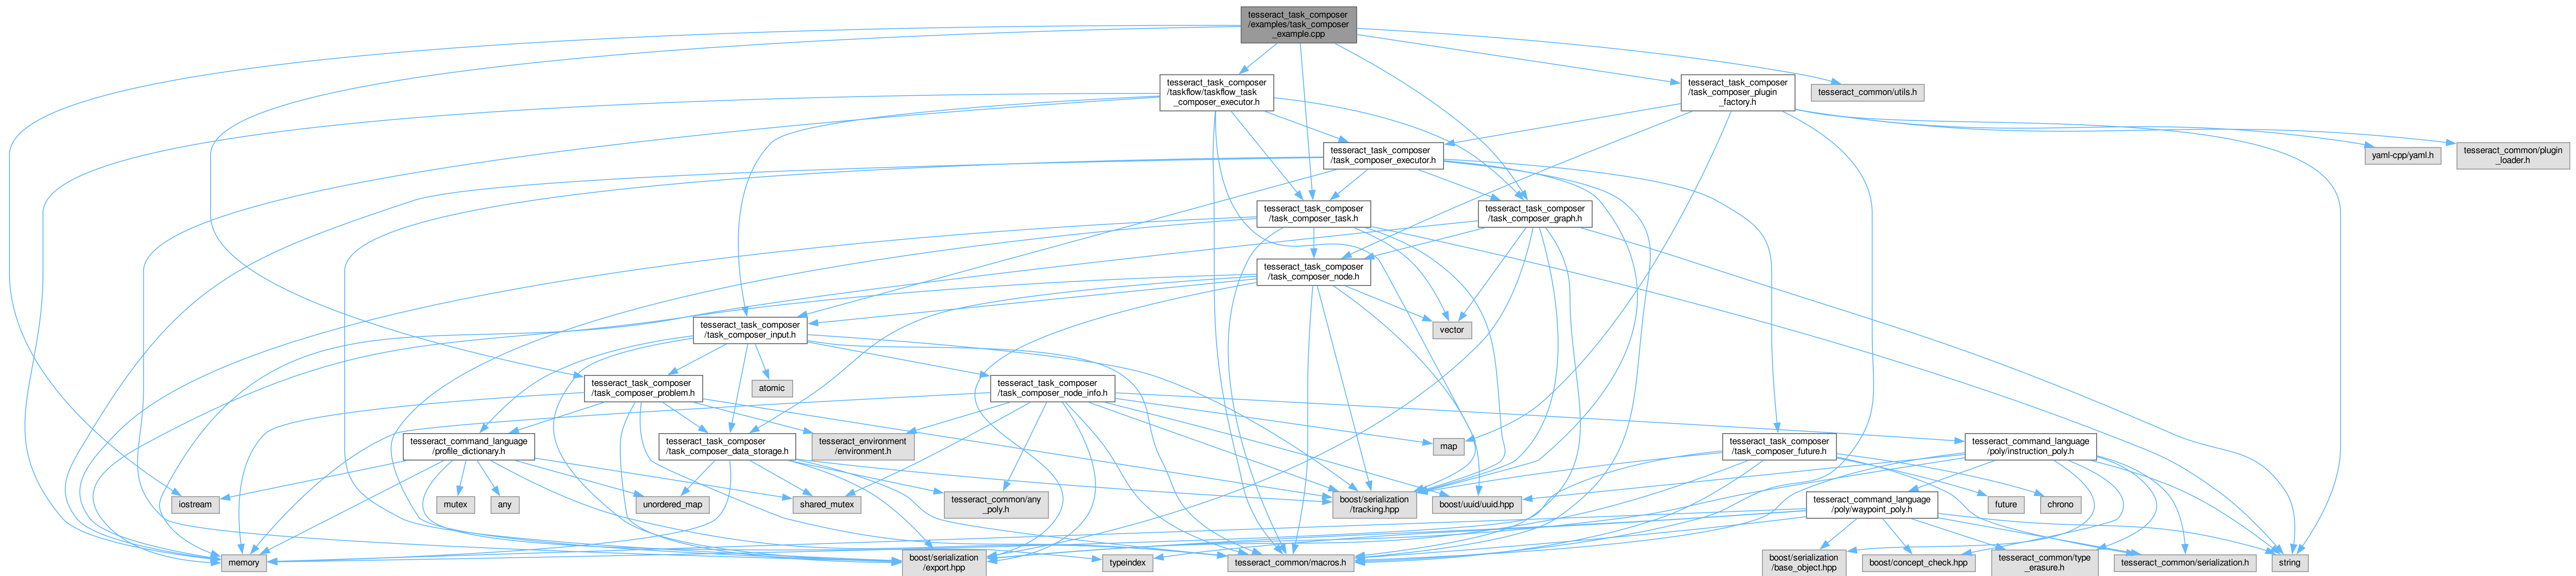 tesseract_task_composer
/examples/task_composer
_example.cpp
tesseract_task_composer
/taskflow/taskflow_task
_composer_executor.h
tesseract_task_composer
/task_composer_plugin
_factory.h
tesseract_common/utils.h
tesseract_task_composer
/task_composer_executor.h
yaml-cpp/yaml.h
tesseract_common/plugin
_loader.h
tesseract_task_composer
/task_composer_task.h
tesseract_task_composer
/task_composer_graph.h
tesseract_task_composer
/task_composer_node.h
tesseract_task_composer
/task_composer_input.h
vector
tesseract_task_composer
/task_composer_problem.h
atomic
tesseract_task_composer
/task_composer_node_info.h
tesseract_command_language
/profile_dictionary.h
tesseract_task_composer
/task_composer_data_storage.h
tesseract_environment
/environment.h
map
tesseract_task_composer
/task_composer_future.h
tesseract_command_language
/poly/instruction_poly.h
iostream
mutex
any
unordered_map
shared_mutex
tesseract_common/any
_poly.h
boost/serialization
/tracking.hpp
boost/uuid/uuid.hpp
tesseract_command_language
/poly/waypoint_poly.h
future
chrono
memory
boost/serialization
/export.hpp
typeindex
tesseract_common/macros.h
boost/serialization
/base_object.hpp
boost/concept_check.hpp
tesseract_common/type
_erasure.h
tesseract_common/serialization.h
string